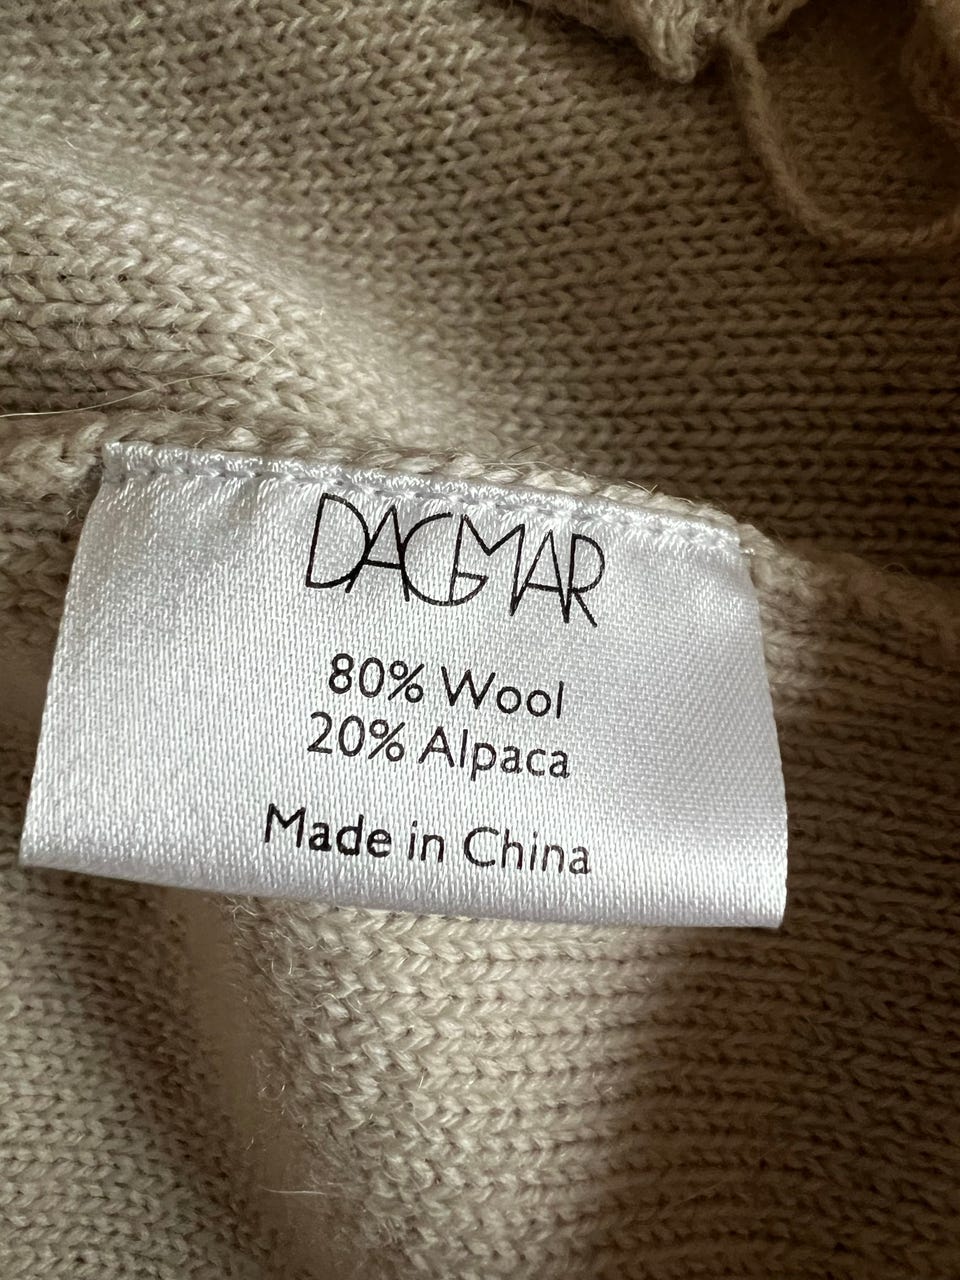 DAGMAR
80% Wool
20% Alpaca
Made in China